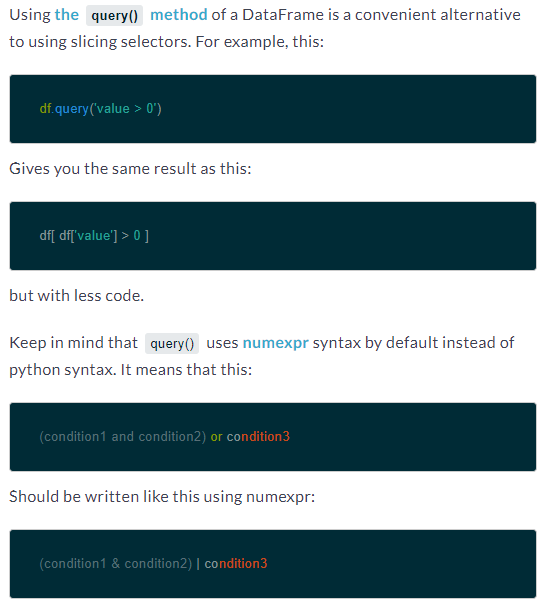 Using the query() method of a DataFrame is a convenient alternative
to using slicing selectors. For example, this:
df.query('value > 0')
Gives you the same result as this:
df[ df['value'] > 0 ]
but with less code.
Keep in mind that query() uses numexpr syntax by default instead of
python syntax. It means that this:
(condition1 and condition2) or condition3
Should be written like this using numexpr:
(condition1 & condition2) | condition3